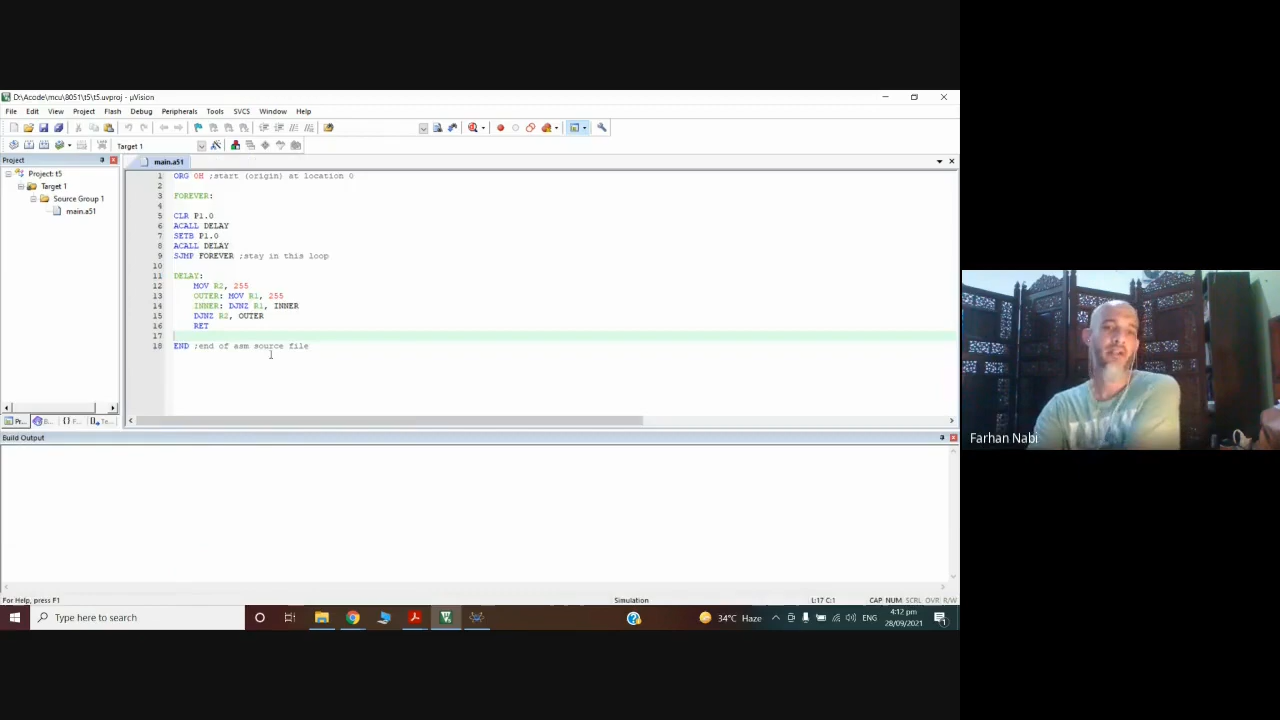 D:\Acode\mcu\8051\t5\t5.uvproj - µVision
File Edit View Project Flash Debug Peripherals Tools SVCS Window Help
Target 1
Project
main.a51
Project: t5
Target 1
Source Group 1
main.a51
1 ORG 0H ;start (origin) at location 0
2
3 FOREVER:
4
5 CLR P1.0
6 ACALL DELAY
7 SETB P1.0
8 ACALL DELAY
9 SJMP FOREVER ;stay in this loop
10
11 DELAY:
12 MOV R2, 255
13 OUTER: MOV R1, 255
14 INNER: DJNZ R1, INNER
15 DJNZ R2, OUTER
16 RET
17
18 END ;end of asm source file
Pr... B... {} F... Te...
Build Output
For Help, press F1
Simulation
L:17 C:1
CAP NUM SCRL OVR R/W
Type here to search
34°C Haze
ENG
4:12 pm
28/09/2021
Farhan Nabi